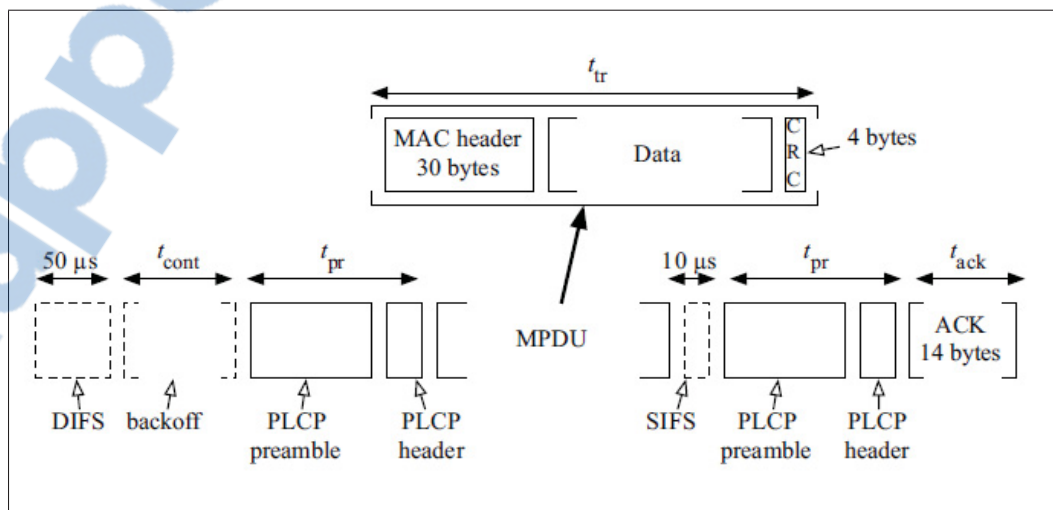 t_tr
MAC header
30 bytes
Data
C
R
C
4 bytes
50 μs
t_cont
t_pr
10 μs
t_pr
t_ack
MPDU
ACK
14 bytes
DIFS
backoff
PLCP
preamble
PLCP
header
SIFS
PLCP
preamble
PLCP
header